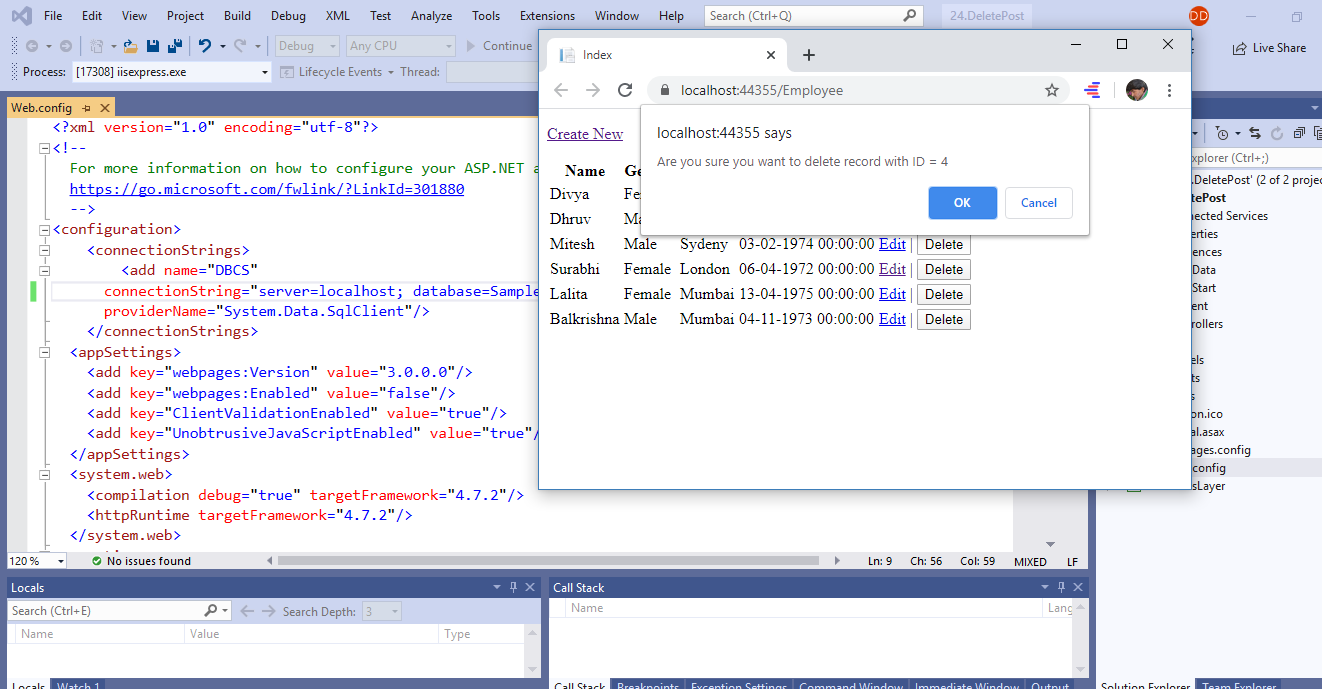 File Edit View Project Build Debug XML Test Analyze Tools Extensions Window Help Search (Ctrl+Q) 24.DeletePost DD
Debug Any CPU Continue Live Share
Process: [17308] iisexpress.exe Lifecycle Events Thread:
Index
localhost:44355/Employee
Web.config
<?xml version="1.0" encoding="utf-8"?>
<!--
For more information on how to configure your ASP.NET a
https://go.microsoft.com/fwlink/?LinkId=301880
-->
<configuration>
<connectionStrings>
<add name="DBCS"
connectionString="server=localhost; database=Sample
providerName="System.Data.SqlClient"/>
</connectionStrings>
<appSettings>
<add key="webpages:Version" value="3.0.0.0"/>
<add key="webpages:Enabled" value="false"/>
<add key="ClientValidationEnabled" value="true"/>
<add key="UnobtrusiveJavaScriptEnabled" value="true"/
</appSettings>
<system.web>
<compilation debug="true" targetFramework="4.7.2"/>
<httpRuntime targetFramework="4.7.2"/>
</system.web>
120 % No issues found Ln: 9 Ch: 56 Col: 59 MIXED LF
Create New
localhost:44355 says
Are you sure you want to delete record with ID = 4
OK Cancel
Name Ge
Divya Fe
Dhruv Ma
Mitesh Male Sydeny 03-02-1974 00:00:00 Edit | Delete
Surabhi Female London 06-04-1972 00:00:00 Edit | Delete
Lalita Female Mumbai 13-04-1975 00:00:00 Edit | Delete
Balkrishna Male Mumbai 04-11-1973 00:00:00 Edit | Delete
xplorer (Ctrl+;)
.DeletePost' (2 of 2 projec
tePost
nected Services
erties
ences
Data
Start
ent
rollers
els
ts
s
on.ico
al.asax
ages.config
config
sLayer
Locals
Search (Ctrl+E) Search Depth: 3
Name Value Type
Locals Watch 1
Call Stack
Name Lang
Call Stack Breakpoints Exception Settings Command Window Immediate Window Output
Solution Explorer Team Explorer